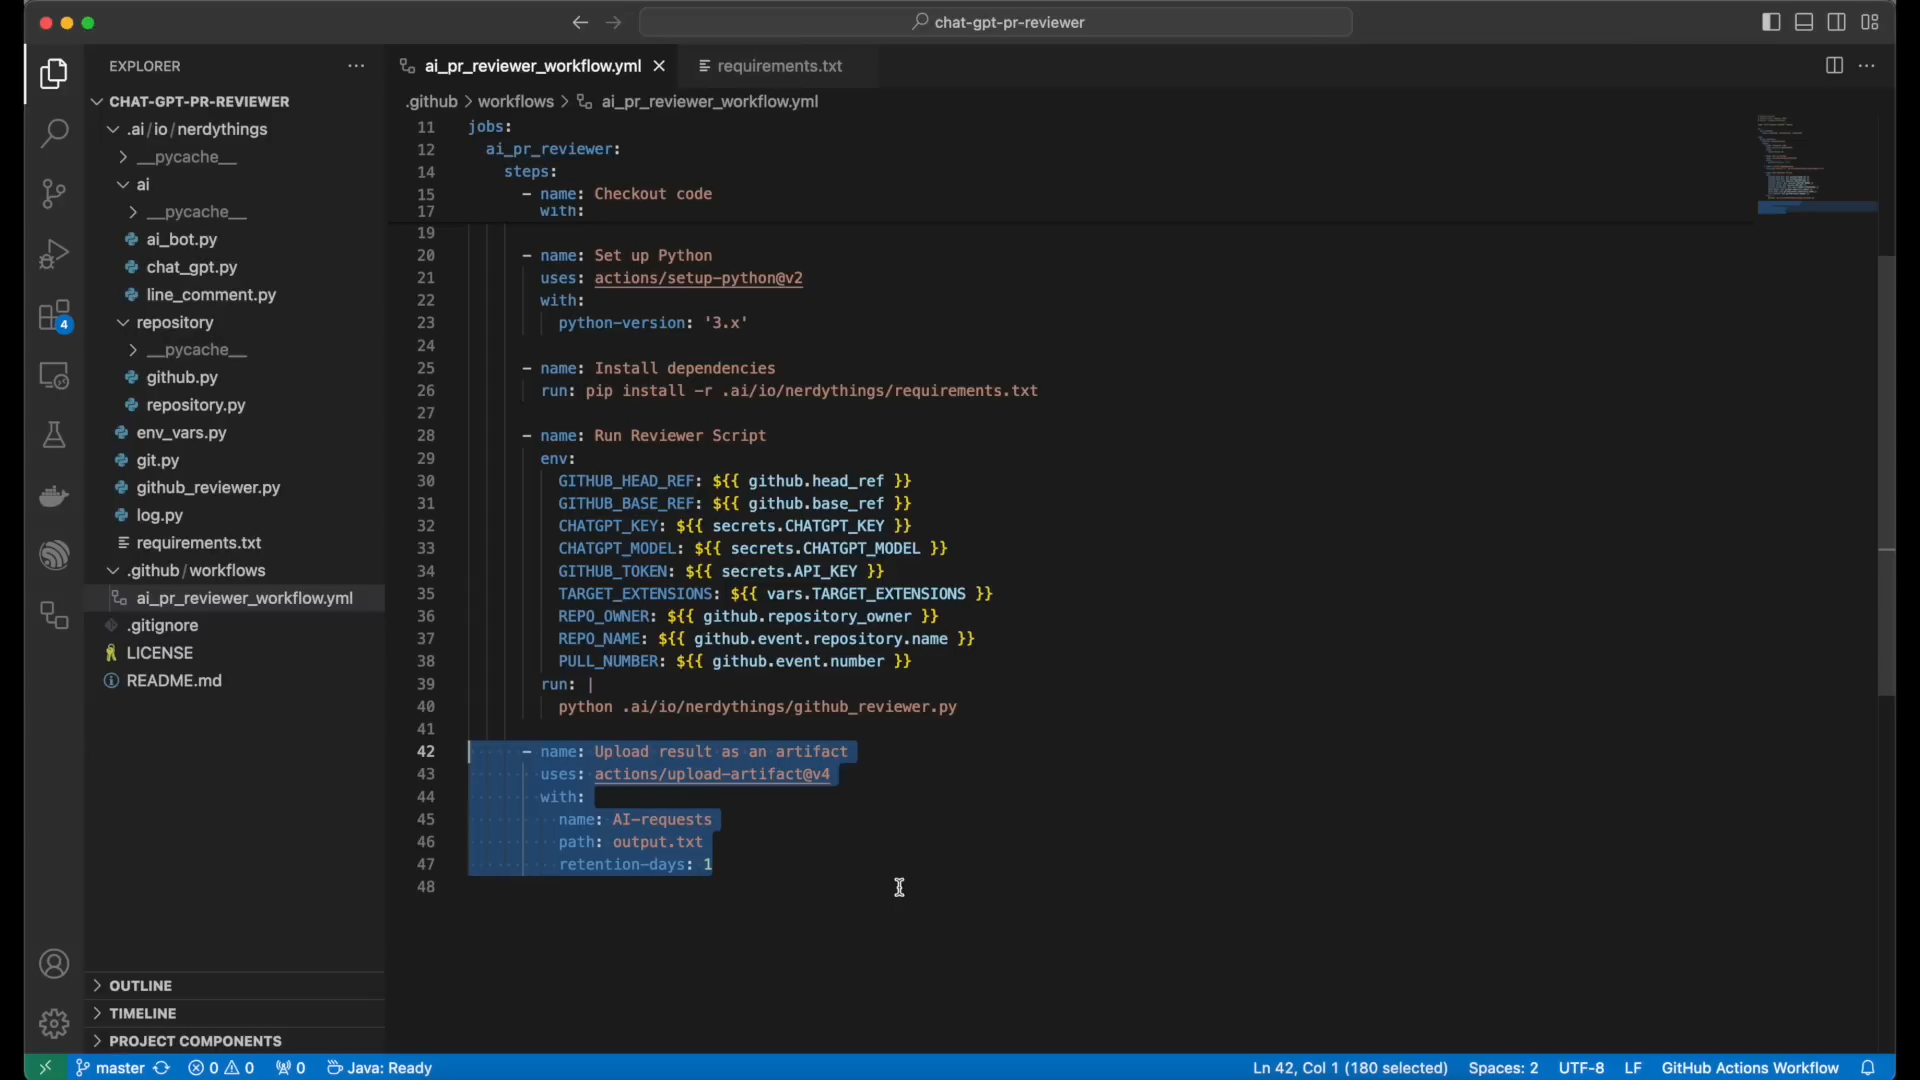 chat-gpt-pr-reviewer
EXPLORER
ai_pr_reviewer_workflow.yml
requirements.txt
CHAT-GPT-PR-REVIEWER
.github > workflows > ai_pr_reviewer_workflow.yml
.ai/io/nerdythings
__pycache__
ai
__pycache__
ai_bot.py
chat_gpt.py
line_comment.py
repository
__pycache__
github.py
repository.py
env_vars.py
git.py
github_reviewer.py
log.py
requirements.txt
.github/workflows
ai_pr_reviewer_workflow.yml
.gitignore
LICENSE
README.md
4
OUTLINE
TIMELINE
PROJECT COMPONENTS
11 jobs:
12 ai_pr_reviewer:
14 steps:
15 - name: Checkout code
17 with:
19
20 - name: Set up Python
21 uses: actions/setup-python@v2
22 with:
23 python-version: '3.x'
24
25 - name: Install dependencies
26 run: pip install -r .ai/io/nerdythings/requirements.txt
27
28 - name: Run Reviewer Script
29 env:
30 GITHUB_HEAD_REF: ${{ github.head_ref }}
31 GITHUB_BASE_REF: ${{ github.base_ref }}
32 CHATGPT_KEY: ${{ secrets.CHATGPT_KEY }}
33 CHATGPT_MODEL: ${{ secrets.CHATGPT_MODEL }}
34 GITHUB_TOKEN: ${{ secrets.API_KEY }}
35 TARGET_EXTENSIONS: ${{ vars.TARGET_EXTENSIONS }}
36 REPO_OWNER: ${{ github.repository_owner }}
37 REPO_NAME: ${{ github.event.repository.name }}
38 PULL_NUMBER: ${{ github.event.number }}
39 run: |
40 python .ai/io/nerdythings/github_reviewer.py
41
42 - name: Upload result as an artifact
43 uses: actions/upload-artifact@v4
44 with:
45 name: AI-requests
46 path: output.txt
47 retention-days: 1
48
master 0 0 0 Java: Ready Ln 42, Col 1 (180 selected) Spaces: 2 UTF-8 LF GitHub Actions Workflow